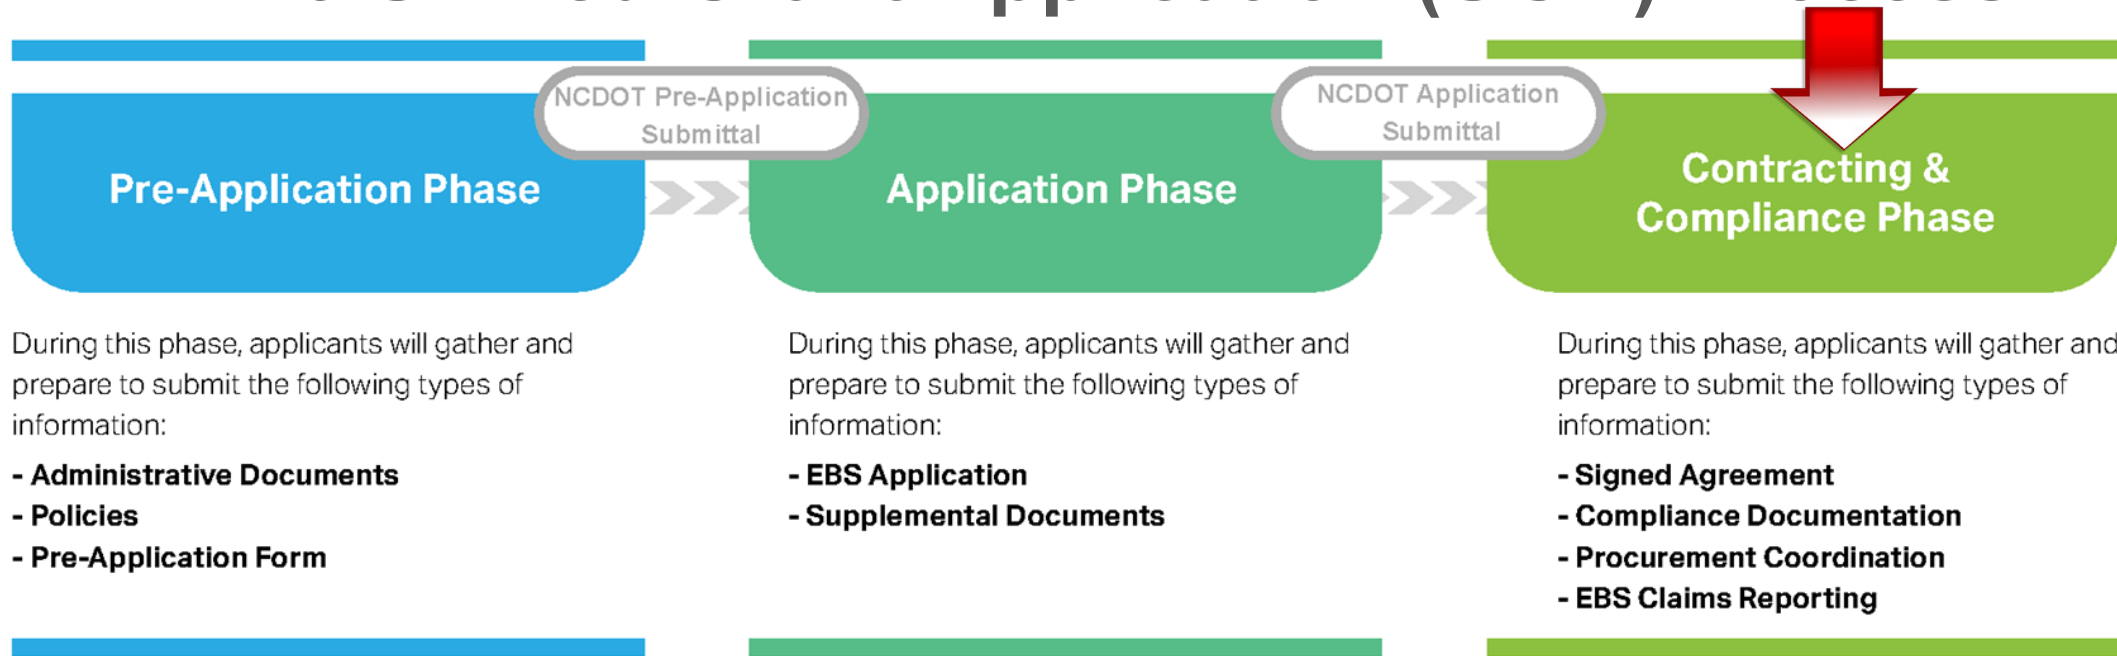 NCDOT Pre-Application
Submittal
NCDOT Application
Submittal
Pre-Application Phase
Application Phase
Contracting &
Compliance Phase
During this phase, applicants will gather and
prepare to submit the following types of
information:
- Administrative Documents
- Policies
- Pre-Application Form
During this phase, applicants will gather and
prepare to submit the following types of
information:
- EBS Application
- Supplemental Documents
During this phase, applicants will gather and
prepare to submit the following types of
information:
- Signed Agreement
- Compliance Documentation
- Procurement Coordination
- EBS Claims Reporting